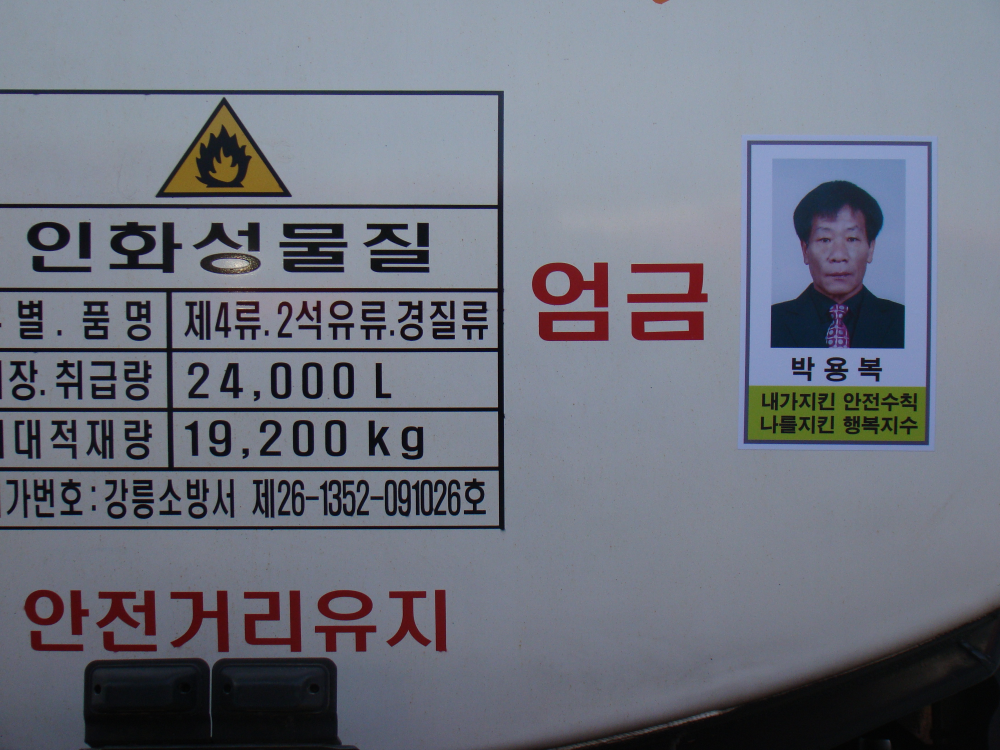 인화성물질
별. 품명 제4류. 2석유류.경질류
장. 취급량 24,000 L
대적재량 19,200 kg
가번호 : 강릉소방서 제26-1352-091026호
엄금
안전거리유지
박용복
내가지킨 안전수칙
나를지킨 행복지수